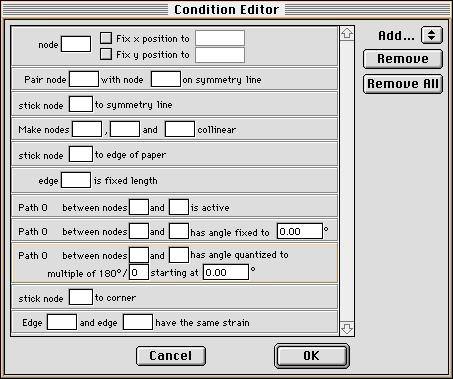 Condition Editor
node Fix x position to
Fix y position to
Pair node with node on symmetry line
stick node to symmetry line
Make nodes , and collinear
stick node to edge of paper
edge is fixed length
Path 0 between nodes and is active
Path 0 between nodes and has angle fixed to 0.00 °
Path 0 between nodes and has angle quantized to
multiple of 180°/ 0 starting at 0.00 °
stick node to corner
Edge and edge have the same strain
Add...
Remove
Remove All
Cancel OK